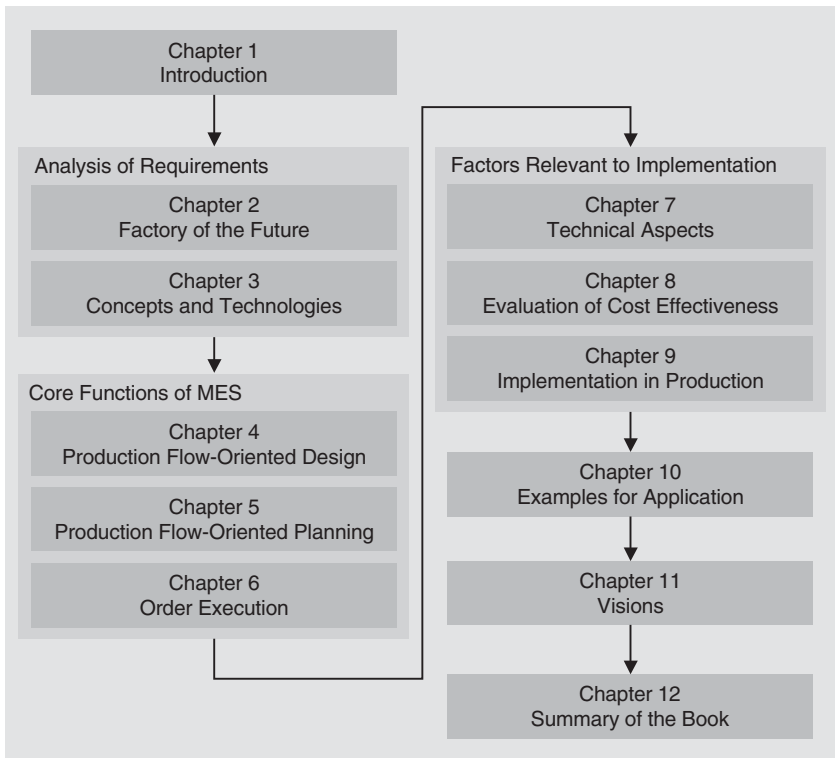 Chapter 1
Introduction
Analysis of Requirements
Chapter 2
Factory of the Future
Chapter 3
Concepts and Technologies
Core Functions of MES
Chapter 4
Production Flow-Oriented Design
Chapter 5
Production Flow-Oriented Planning
Chapter 6
Order Execution
Factors Relevant to Implementation
Chapter 7
Technical Aspects
Chapter 8
Evaluation of Cost Effectiveness
Chapter 9
Implementation in Production
Chapter 10
Examples for Application
Chapter 11
Visions
Chapter 12
Summary of the Book